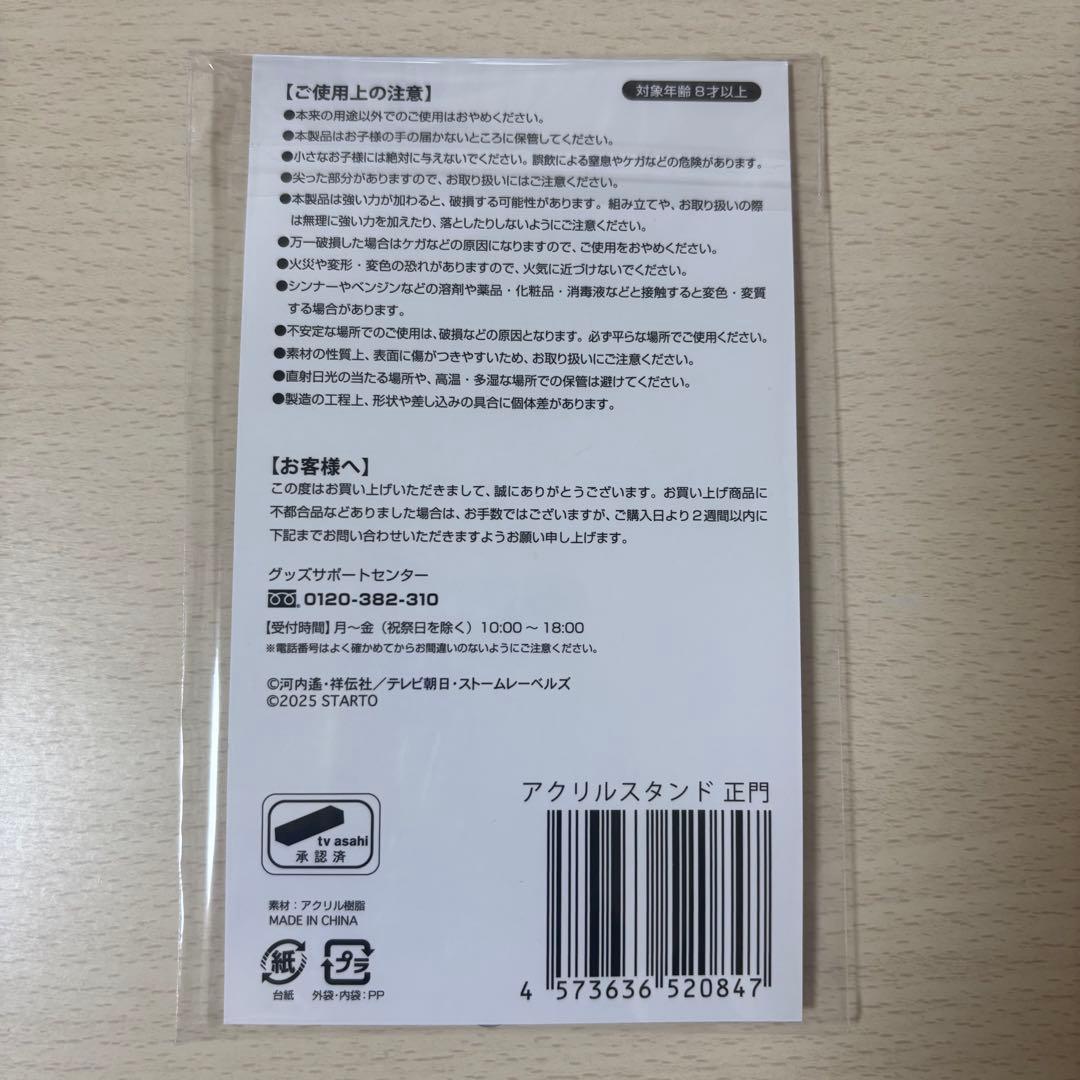 【ご使用上の注意】
対象年齢8才以上
●本来の用途以外でのご使用はおやめください。
●本製品はお子様の手の届かないところに保管してください。
●小さなお子様には絶対に与えないでください。誤飲による窒息やケガなどの危険があります。
●尖った部分がありますので、お取り扱いにはご注意ください。
●本製品は強い力が加わると、破損する可能性があります。組み立てや、お取り扱いの際
は無理に強い力を加えたり、落としたりしないようにご注意ください。
●万一破損した場合はケガなどの原因になりますので、ご使用をおやめください。
●火災や変形・変色の恐れがありますので、火気に近づけないでください。
●シンナーやベンジンなどの溶剤や薬品・化粧品・消毒液などと接触すると変色・変質
する場合があります。
●不安定な場所でのご使用は、破損などの原因となります。必ず平らな場所でご使用ください。
●素材の性質上、表面に傷がつきやすいため、お取り扱いにご注意ください。
●直射日光の当たる場所や、高温・多湿な場所での保管は避けてください。
●製造の工程上、形状や差し込みの具合に個体差があります。
【お客様へ】
この度はお買い上げいただきまして、誠にありがとうございます。お買い上げ商品に
不都合品などありました場合は、お手数ではございますが、ご購入日より2週間以内に
下記までお問い合わせいただきますようお願い申し上げます。
グッズサポートセンター
0120-382-310
【受付時間】月～金（祝祭日を除く）10:00～18:00
※電話番号はよく確かめてからお間違いのないようにご注意ください。
©河内遙・祥伝社／テレビ朝日・ストームレーベルズ
©2025 STARTO
アクリルスタンド 正門
tv asahi
承認済
素材：アクリル樹脂
MADE IN CHINA
紙
プラ
台紙
外袋・内袋：PP
4 573636 520847